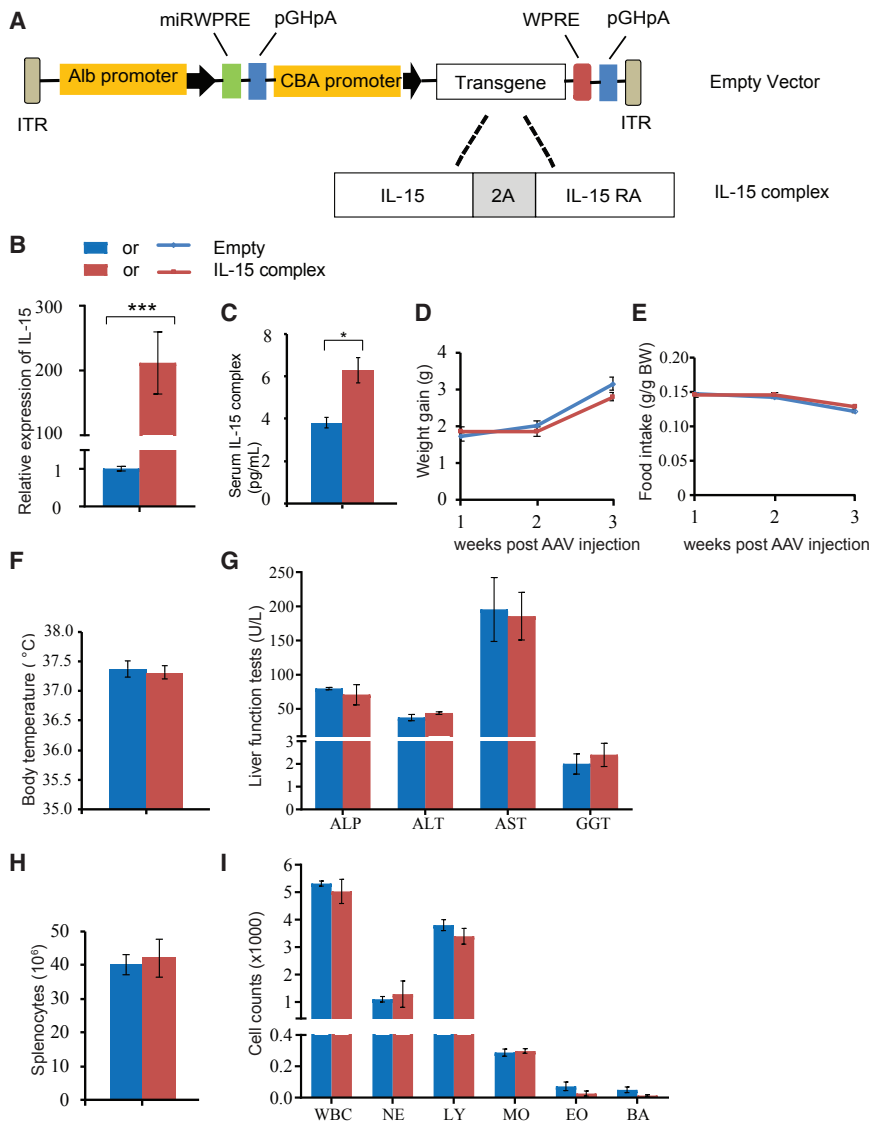 A
miRWPRE
pGHpA
WPRE
pGHpA
Alb promoter
CBA promoter
Transgene
Empty Vector
ITR
ITR
IL-15
2A
IL-15 RA
IL-15 complex
B
or
Empty
or
IL-15 complex
Relative expression of IL-15
300
200
100
1
0
***
C
Serum IL-15 complex
(pg/mL)
8
6
4
2
0
*
D
Weight gain (g)
4
3
2
1
0
1
2
3
weeks post AAV injection
E
Food intake (g/g BW)
0.20
0.15
0.10
0.05
0
1
2
3
weeks post AAV injection
F
Body temperature ( °C)
38.0
37.5
37.0
36.5
36.0
35.5
35.0
G
Liver function tests (U/L)
200
150
100
50
3
2
1
0
ALP
ALT
AST
GGT
H
Splenocytes (10⁶)
50
40
30
20
10
0
I
Cell counts (x1000)
6
5
4
3
2
1
0.4
0.2
0.0
WBC
NE
LY
MO
EO
BA